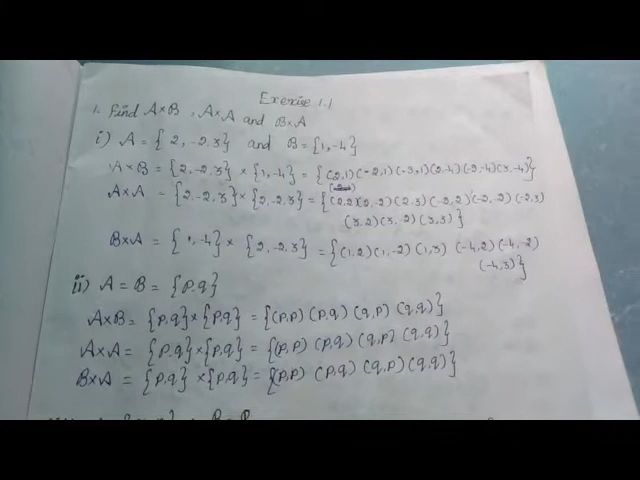 Exercise 1.1
1. Find A×B, A×A and B×A
i) A = {2, -2, 3} and B = {1, -4}
A×B = {2, -2, 3} × {1, -4} = {(2,1)(-2,1)(-3,1)(2,-4)(-2,-4)(3,-4)}
A×A = {2,-2,3} × {2,-2,3} = {(2,2)(2,-2)(2,3)(-2,2)(-2,-2)(-2,3)
(3,2)(3,-2)(3,3)}
B×A = {1,-4} × {2,-2,3} = {(1,2)(1,-2)(1,3)(-4,2)(-4,-2)
(-4,3)}
ii) A = B = {P,q}
A×B = {P,q} × {P,q} = {(P,P) (P,q) (q,P) (q,q)}
A×A = {P,q} × {P,q} = {(P,P) (P,q) (q,P) (q,q)}
B×A = {P,q} × {P,q} = {(P,P) (P,q) (q,P) (q,q)}